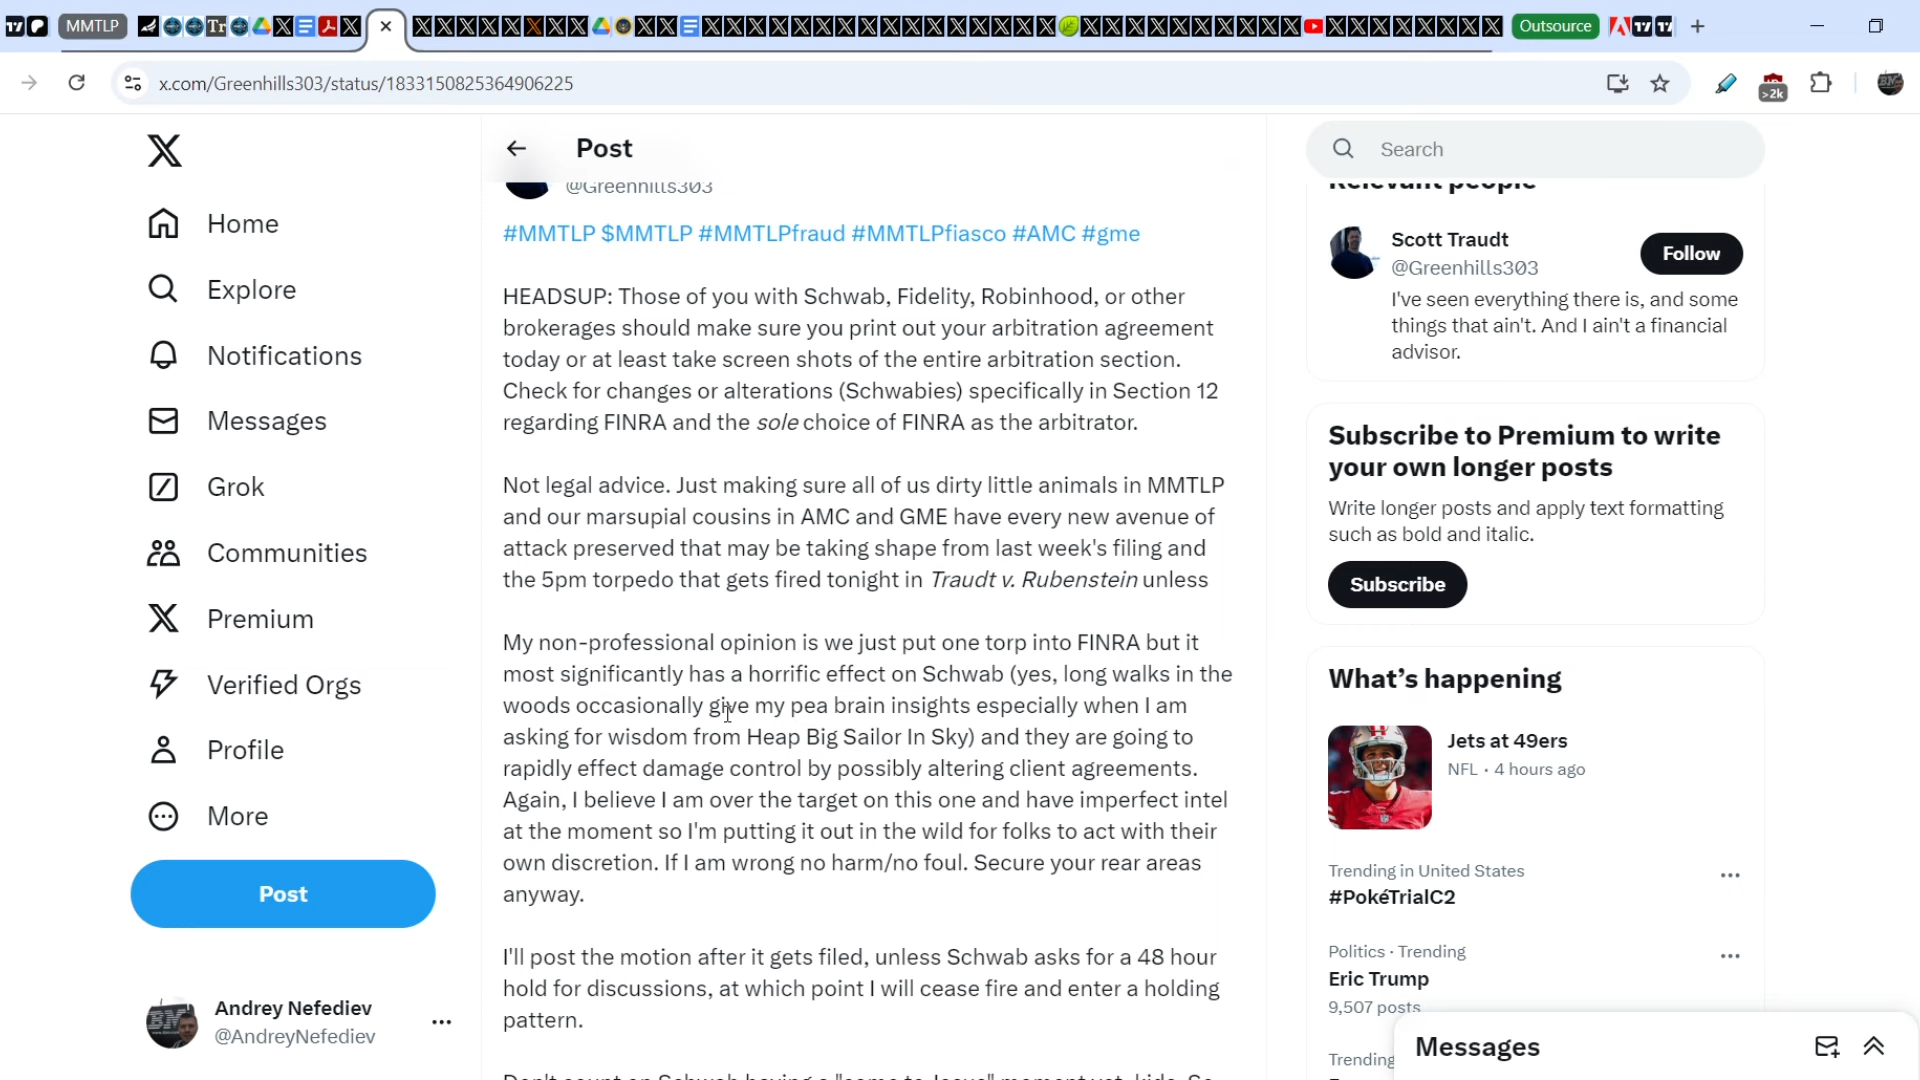 MMTLP
Outsource
x.com/Greenhills303/status/1833150825364906225
>2k
Home
Explore
Notifications
Messages
Grok
Communities
Premium
Verified Orgs
Profile
More
Post
Andrey Nefediev
@AndreyNefediev
Post
@Greenhills303
#MMTLP $MMTLP #MMTLPfraud #MMTLPfiasco #AMC #gme
HEADSUP: Those of you with Schwab, Fidelity, Robinhood, or other
brokerages should make sure you print out your arbitration agreement
today or at least take screen shots of the entire arbitration section.
Check for changes or alterations (Schwabies) specifically in Section 12
regarding FINRA and the sole choice of FINRA as the arbitrator.
Not legal advice. Just making sure all of us dirty little animals in MMTLP
and our marsupial cousins in AMC and GME have every new avenue of
attack preserved that may be taking shape from last week's filing and
the 5pm torpedo that gets fired tonight in Traudt v. Rubenstein unless
My non-professional opinion is we just put one torp into FINRA but it
most significantly has a horrific effect on Schwab (yes, long walks in the
woods occasionally give my pea brain insights especially when I am
asking for wisdom from Heap Big Sailor In Sky) and they are going to
rapidly effect damage control by possibly altering client agreements.
Again, I believe I am over the target on this one and have imperfect intel
at the moment so I'm putting it out in the wild for folks to act with their
own discretion. If I am wrong no harm/no foul. Secure your rear areas
anyway.
I'll post the motion after it gets filed, unless Schwab asks for a 48 hour
hold for discussions, at which point I will cease fire and enter a holding
pattern.
Don't count on Schwab having a "come to Jesus" moment yet, kids. So
Search
Relevant people
Scott Traudt
@Greenhills303
Follow
I've seen everything there is, and some
things that ain't. And I ain't a financial
advisor.
Subscribe to Premium to write
your own longer posts
Write longer posts and apply text formatting
such as bold and italic.
Subscribe
What's happening
Jets at 49ers
NFL · 4 hours ago
Trending in United States
#PokéTrialC2
Politics · Trending
Eric Trump
9,507 posts
Trending
Messages